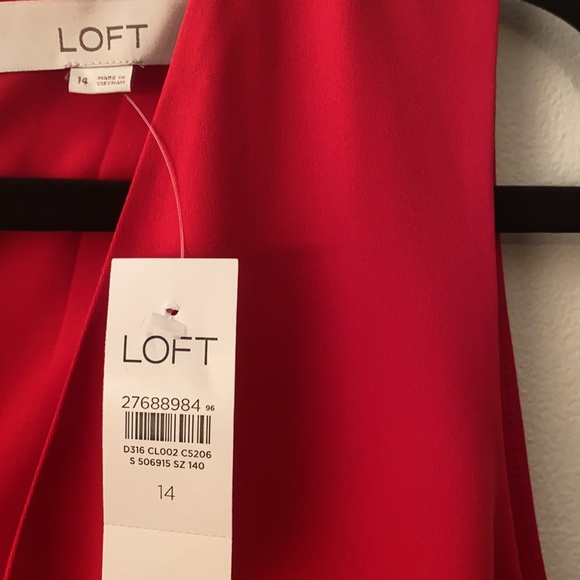 LOFT
14
MADE IN
VIETNAM
LOFT
27688984 96
D316 CL002 C5206
S 506915 SZ 140
14